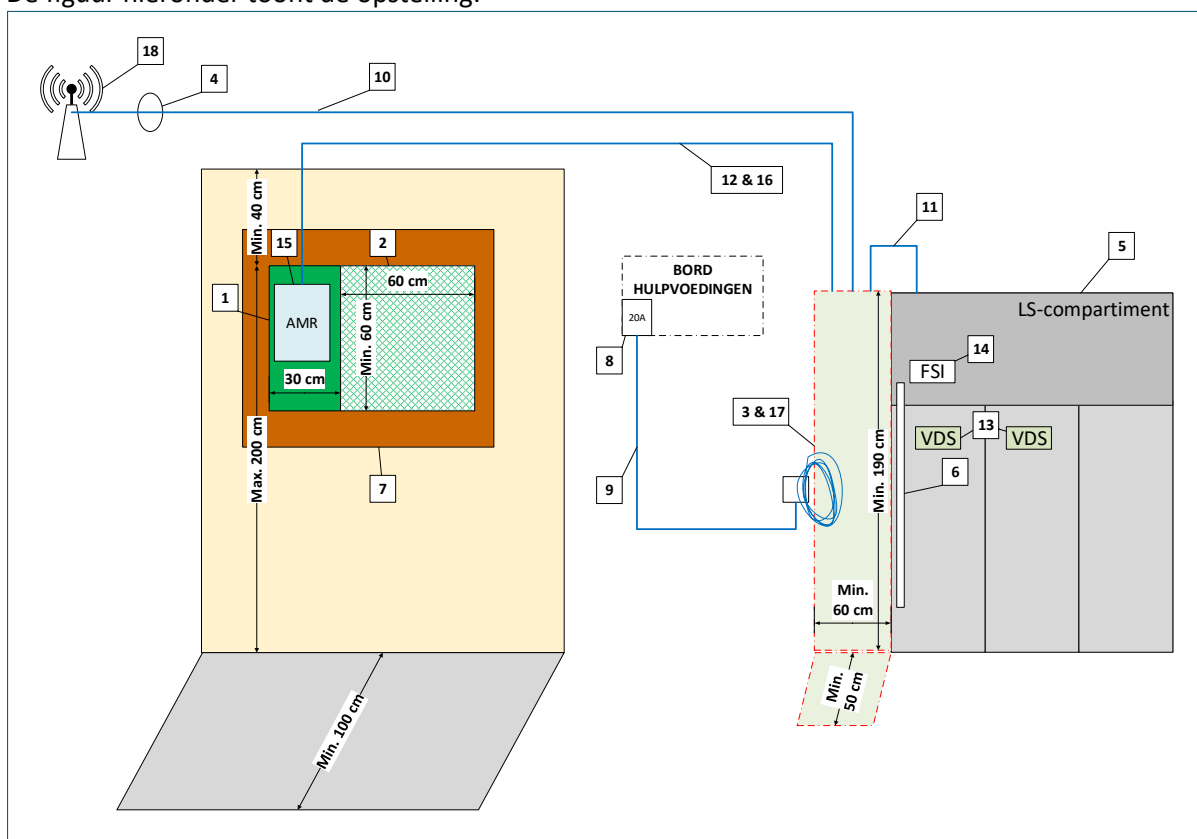 De figuur hieronder toont de opstelling.
18
4
10
12 & 16
11
5
Min. 40 cm
15
2
60 cm
1
AMR
Min. 60 cm
30 cm
Max. 200 cm
7
Min. 100 cm
BORD
HULPVOEDINGEN
20A
8
9
3 & 17
Min. 190 cm
Min.
60 cm
Min.
50 cm
LS-compartiment
FSI
14
VDS
13
VDS
6